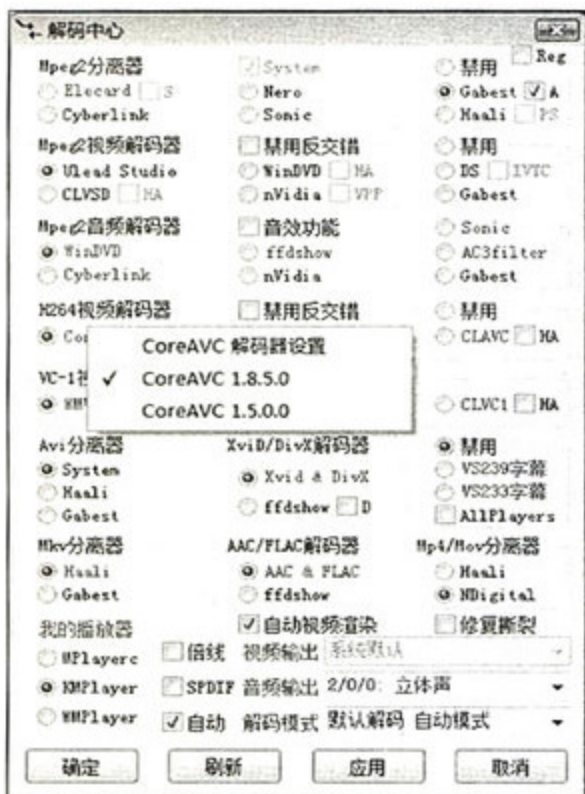 解码中心
Reg
Mpeg2分离器 System 禁用
Elecard S Nero Gabest A
Cyberlink Sonic Haali PS
Mpeg2视频解码器 禁用反交错 禁用
Ulead Studio WinDVD HA DS IVTC
CLVSD HA nVidia VPP Gabest
Mpeg2音频解码器 音效功能 Sonic
WinDVD ffdshow AC3filter
Cyberlink nVidia Gabest
H264视频解码器 禁用反交错 禁用
CLAVC HA
CoreAVC 解码器设置
CoreAVC 1.8.5.0
CoreAVC 1.5.0.0
VC-1
CLVC1 HA
Avi分离器 XviD/DivX解码器 禁用
System Xvid & DivX VS239字幕
Haali VS233字幕
Gabest ffdshow D AllPlayers
Mkv分离器 AAC/FLAC解码器 Mp4/Mov分离器
Haali AAC & FLAC Haali
Gabest ffdshow NDigital
我的播放器 自动视频渲染 修复撕裂
MPlayerc 倍线 视频输出 系统默认
KMPlayer SPDIF 音频输出 2/0/0: 立体声
WMPlayer 自动 解码模式 默认解码 自动模式
确定 刷新 应用 取消